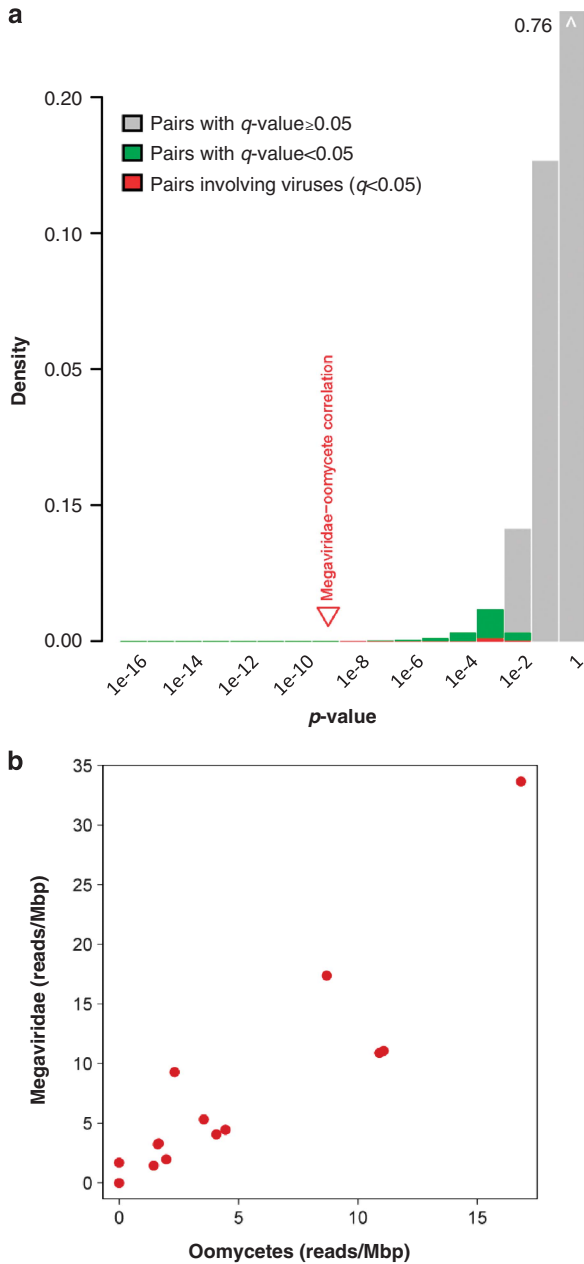 a
0.76
^
0.20
Pairs with q-value≥0.05
Pairs with q-value<0.05
Pairs involving viruses (q<0.05)
0.10
0.05
0.15
0.00
Density
Megaviridae–oomycete correlation
1e-16
1e-14
1e-12
1e-10
1e-8
1e-6
1e-4
1e-2
1
p-value
b
35
30
25
20
15
10
5
0
Megaviridae (reads/Mbp)
0
5
10
15
Oomycetes (reads/Mbp)